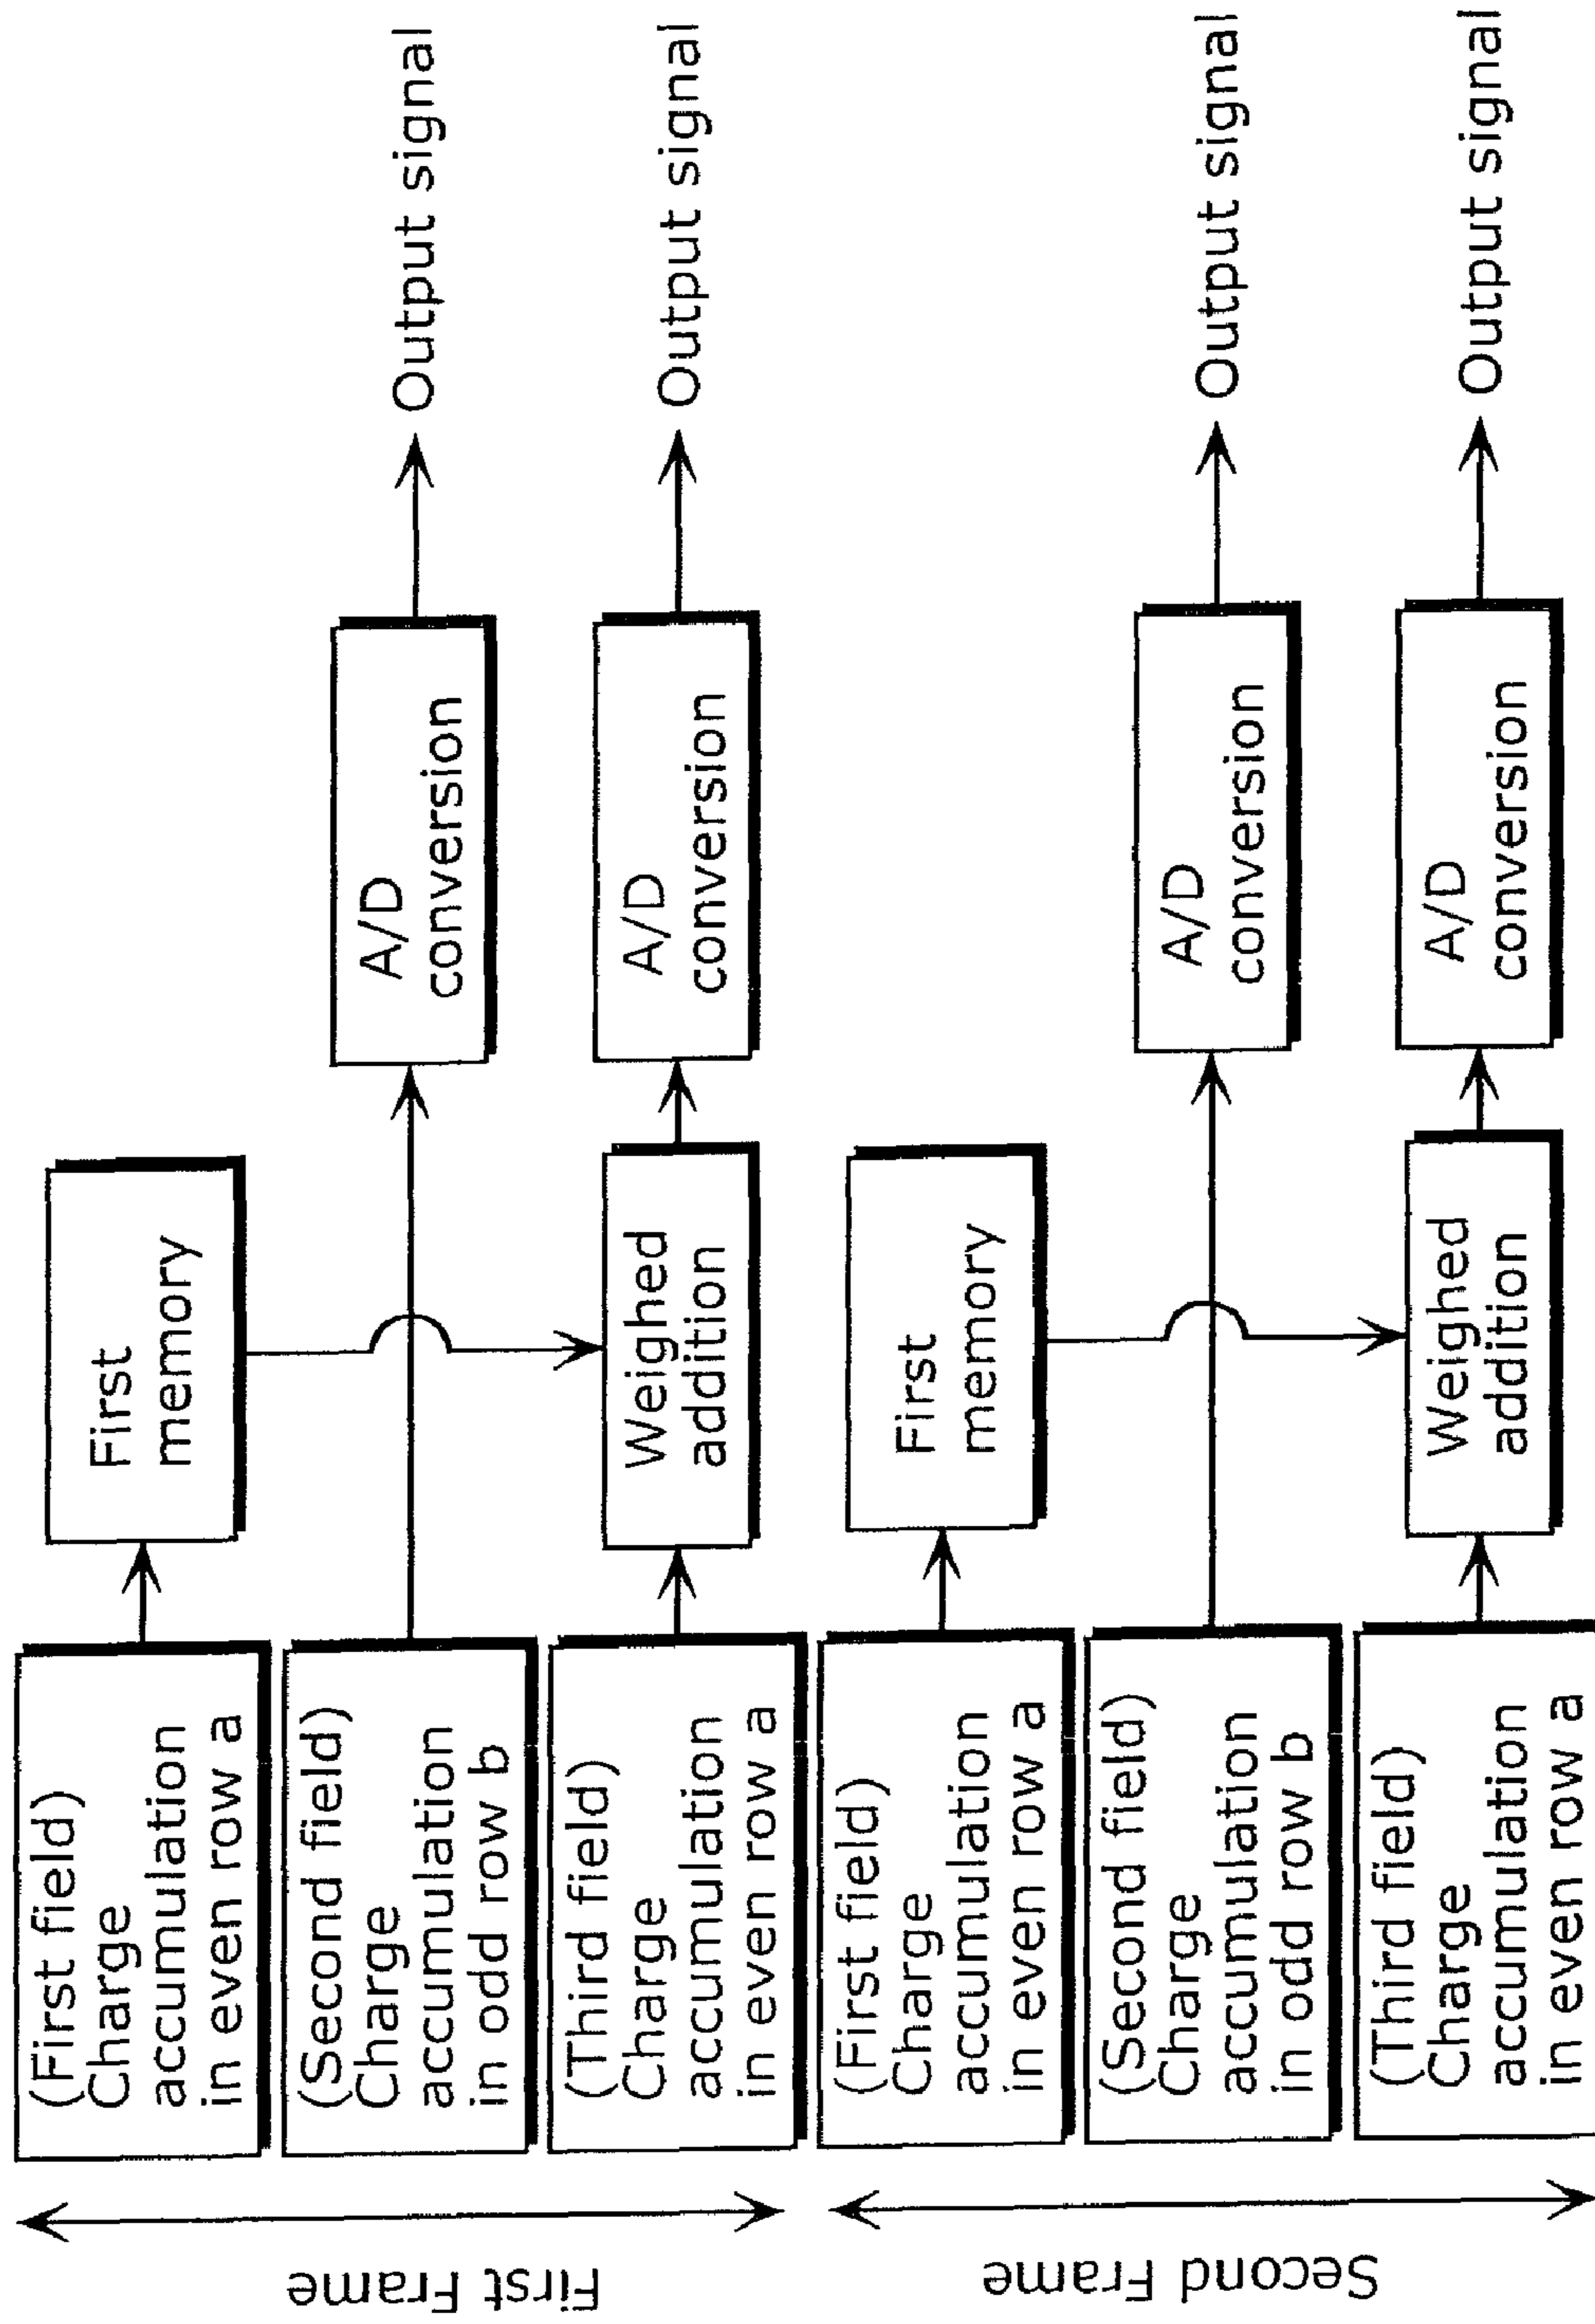 First Frame
(First field)
Charge
accumulation
in even row a
First
memory
(Second field)
Charge
accumulation
in odd row b
A/D
conversion
Output signal
(Third field)
Charge
accumulation
in even row a
Weighed
addition
A/D
conversion
Output signal
Second Frame
(First field)
Charge
accumulation
in even row a
First
memory
(Second field)
Charge
accumulation
in odd row b
A/D
conversion
Output signal
(Third field)
Charge
accumulation
in even row a
Weighed
addition
A/D
conversion
Output signal